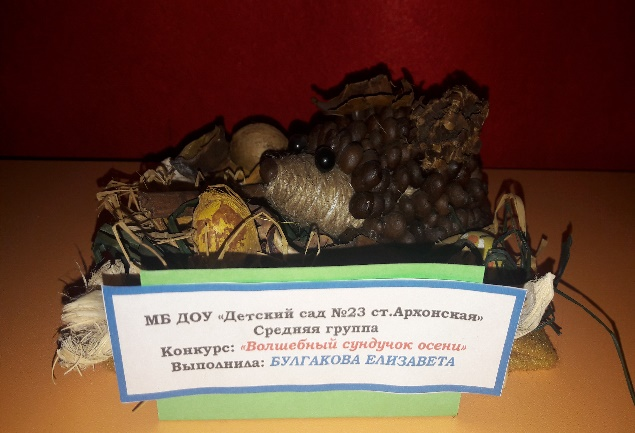 МБ ДОУ «Детский сад №23 ст.Архонская»
Средняя группа
Конкурс: «Волшебный сундучок осени»
Выполнила: БУЛГАКОВА ЕЛИЗАВЕТА